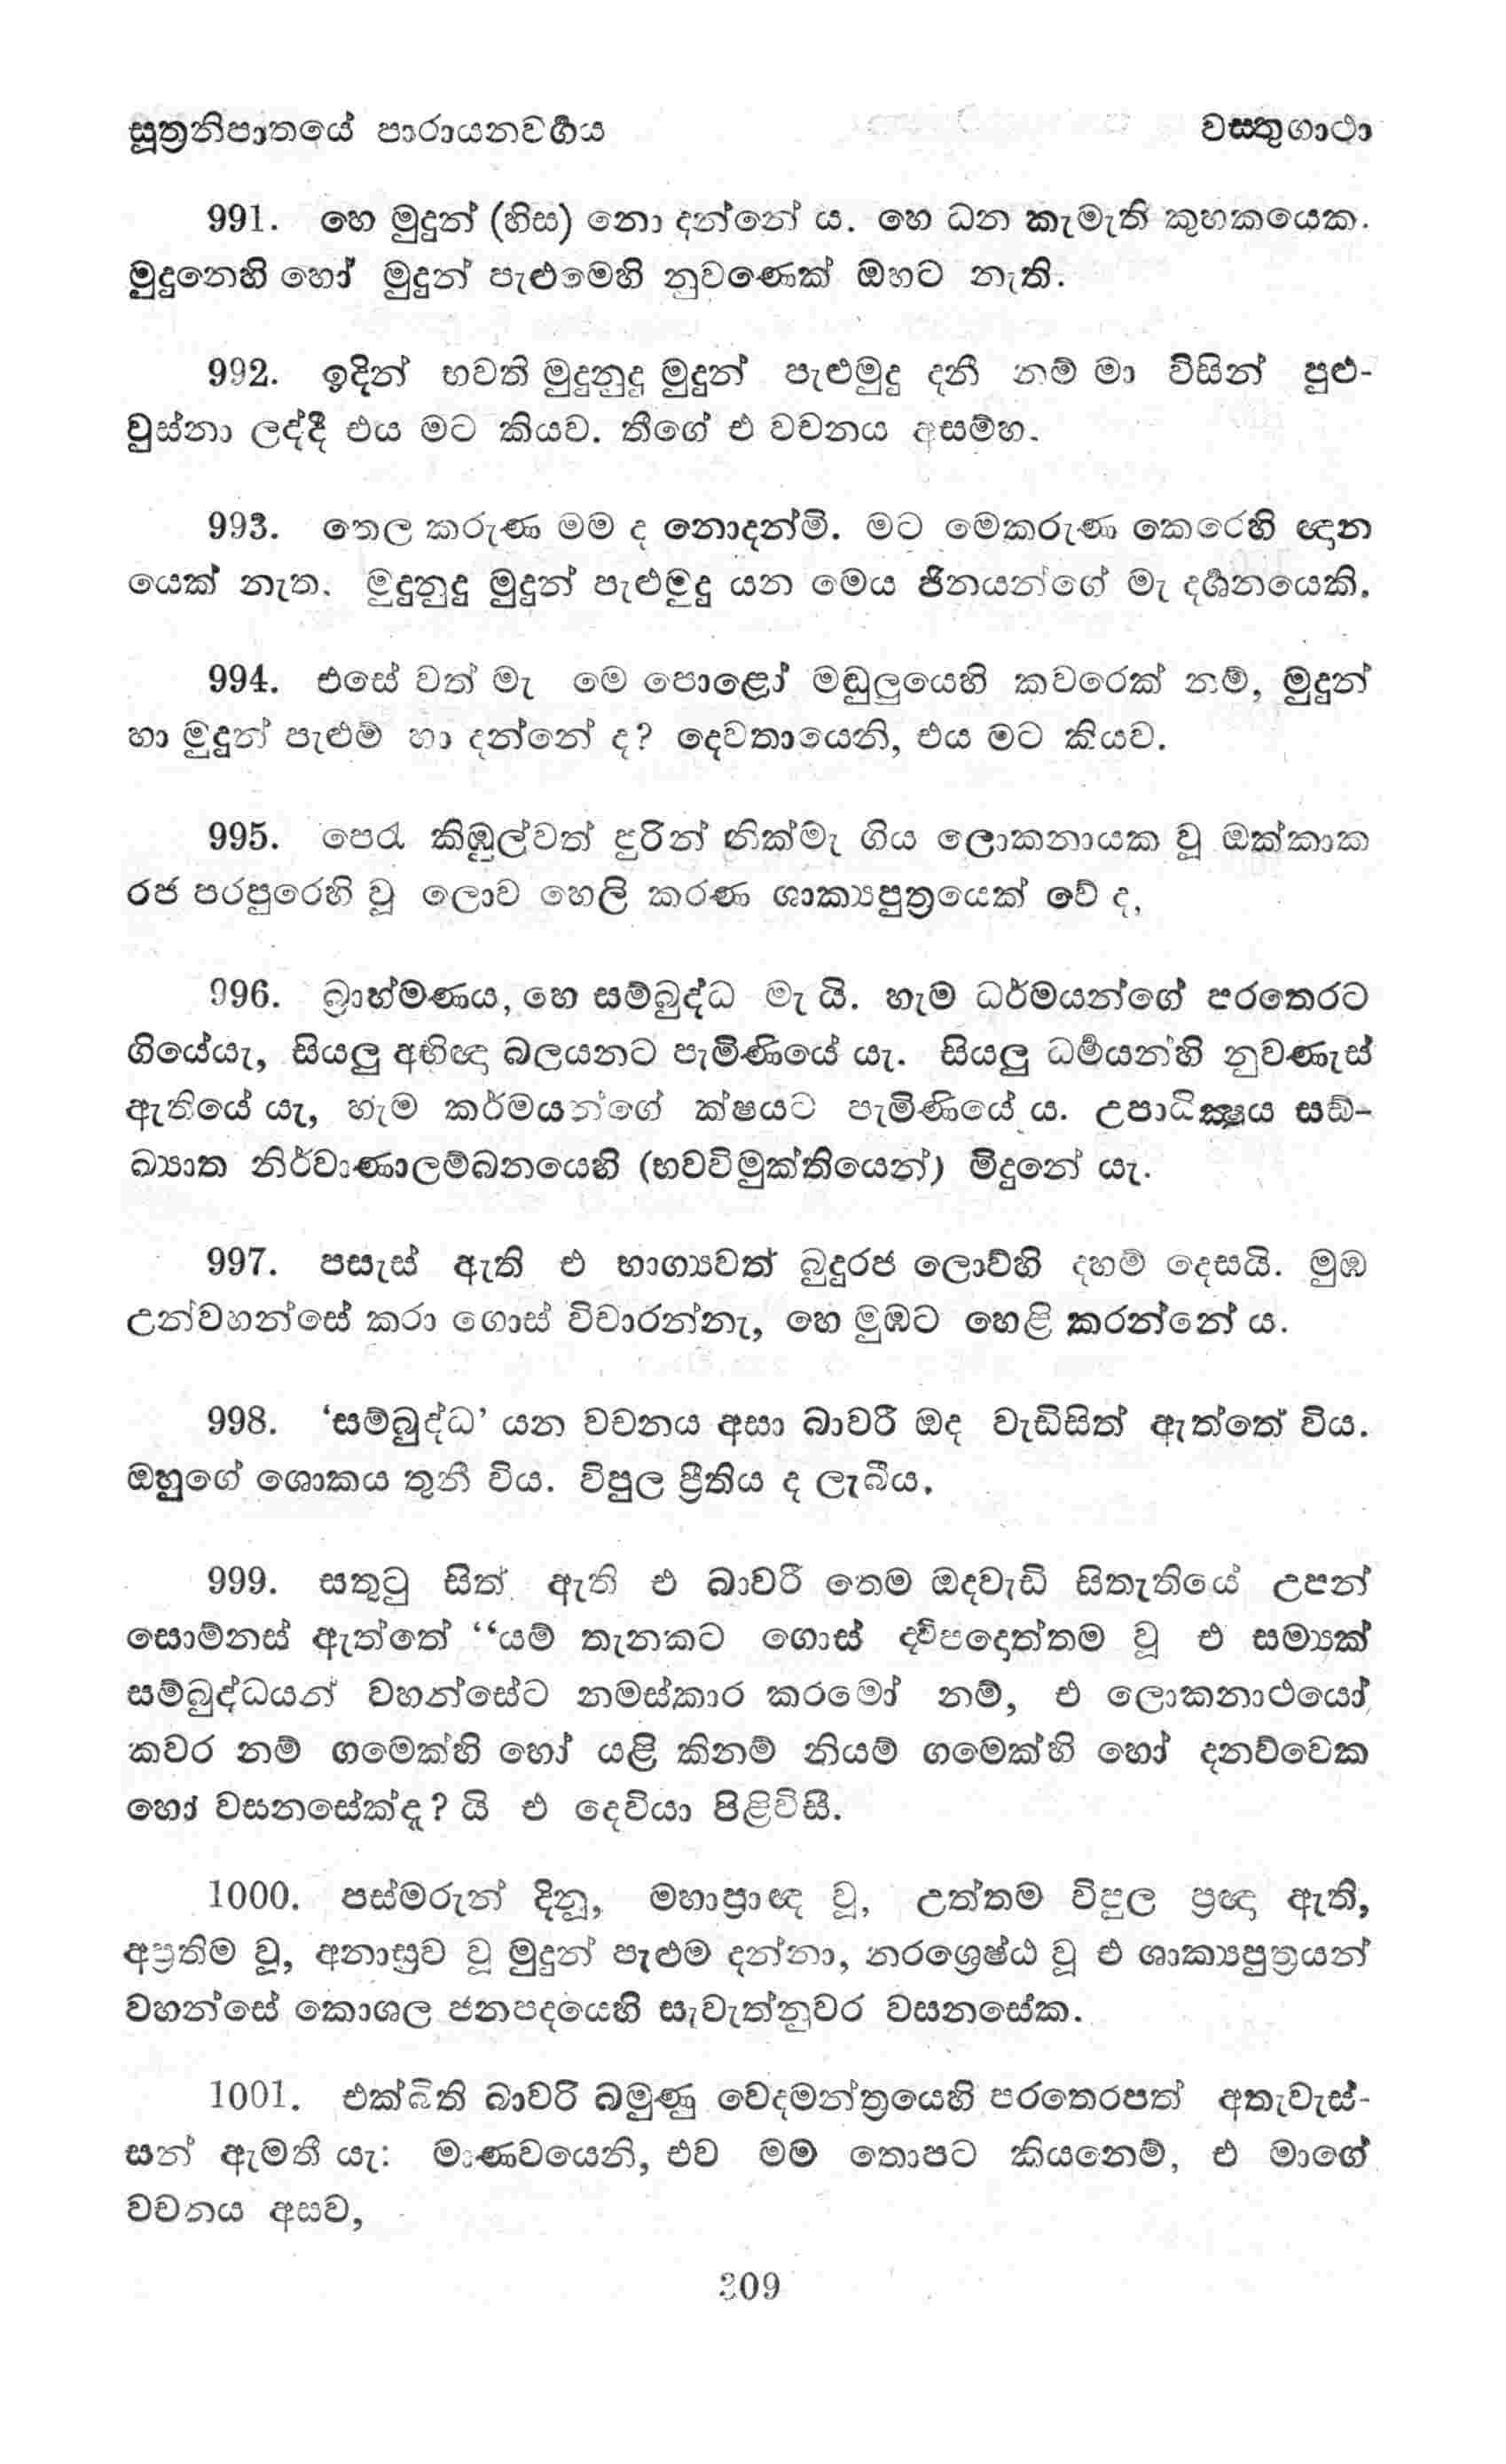 සූත්‍රනිපාතයේ පාරායනවර්‍ගය වස්තුගාථා
991. හෙ මුදුන් (හිස) නො දන්නේ ය. හෙ ධන කැමැති කුහකයෙක.
මුදුනෙහි හෝ මුදුන් පැළුමෙහි නුවණෙක් ඔහට නැති.
992. ඉදින් භවති මුදුනුදු මුදුන් පැළුමුදු දනී නම් මා විසින් පුළු-
වුස්නා ලද්දී එය මට කියව. තීගේ එ වචනය අසම්හ.
993. තෙල කරුණ මම ද නොදන්මි. මට මෙකරුණ කෙරෙහි ඥාන
යෙක් නැත. මුදුනුදු මුදුන් පැළුමුදු යන මෙය ජිනයන්ගේ මැ දර්‍ශනයෙකි.
994. එසේ වත් මැ මෙ පොළෝ මඬුලුයෙහි කවරෙක් නම්, මුදුන්
හා මුදුන් පැළුම් හා දන්නේ ද? දෙවතායෙනි, එය මට කියව.
995. පෙරැ කිඹුල්වත් පුරින් නික්මැ ගිය ලොකනායක වූ ඔක්කාක
රජ පරපුරෙහි වූ ලොව හෙලි කරණ ශාක්‍යපුත්‍රයෙක් වේ ද,
996. බ්‍රාහ්මණය, හෙ සම්බුද්ධ මැ යි. හැම ධර්මයන්ගේ පරතෙරට
ගියේයැ, සියලු අභිඥා බලයනට පැමිණියේ යැ. සියලු ධර්‍මයන්හි නුවණැස්
ඇතියේ යැ, හැම කර්මයන්ගේ ක්ෂයට පැමිණියේ ය. උපාධික්‍ෂය සඞ්-
ඛ්‍යාත නිර්වාණාලම්බනයෙහි (භවවිමුක්තියෙන්) මිදුනේ යැ.
997. පසැස් ඇති එ භාග්‍යවත් බුදුරජ ලොව්හි දහම් දෙසයි. මුඹ
උන්වහන්සේ කරා ගොස් විචාරන්නැ, හෙ මුඹට හෙළි කරන්නේ ය.
998. ‘සම්බුද්ධ’ යන වචනය අසා බාවරී ඔද වැඩිසිත් ඇත්තේ විය.
ඔහුගේ ශොකය තුනී විය. විපුල ප්‍රීතිය ද ලැබීය.
999. සතුටු සිත් ඇති එ බාවරී තෙම ඔදවැඩි සිතැතියේ උපන්
සොම්නස් ඇත්තේ “යම් තැනකට ගොස් ද්විපදොත්තම වූ එ සම්‍යක්
සම්බුද්ධයන් වහන්සේට නමස්කාර කරමෝ නම්, එ ලොකනාථයෝ
කවර නම් ගමෙක්හි හෝ යළි කිනම් නියම් ගමෙක්හි හෝ දනව්වෙක
හෝ වසනසේක්දැ? යි එ දෙවියා පිළිවිසී.
1000. පස්මරුන් දිනූ, මහාප්‍රාඥ වූ, උත්තම විපුල ප්‍රඥා ඇති,
අප්‍රතිම වූ, අනාස්‍රව වූ මුදුන් පැළුම දන්නා, නරශ්‍රෙෂ්ඨ වූ එ ශාක්‍යපුත්‍රයන්
වහන්සේ කොශල ජනපදයෙහි සැවැත්නුවර වසනසේක.
1001. එක්බිති බාවරි බමුණු වෙදමන්ත්‍රයෙහි පරතෙරපත් අතැවැස්-
සන් ඇමතී යැ: මාණවයෙනි, එව මම තොපට කියනෙම්, එ මාගේ
වචනය අසව,
309